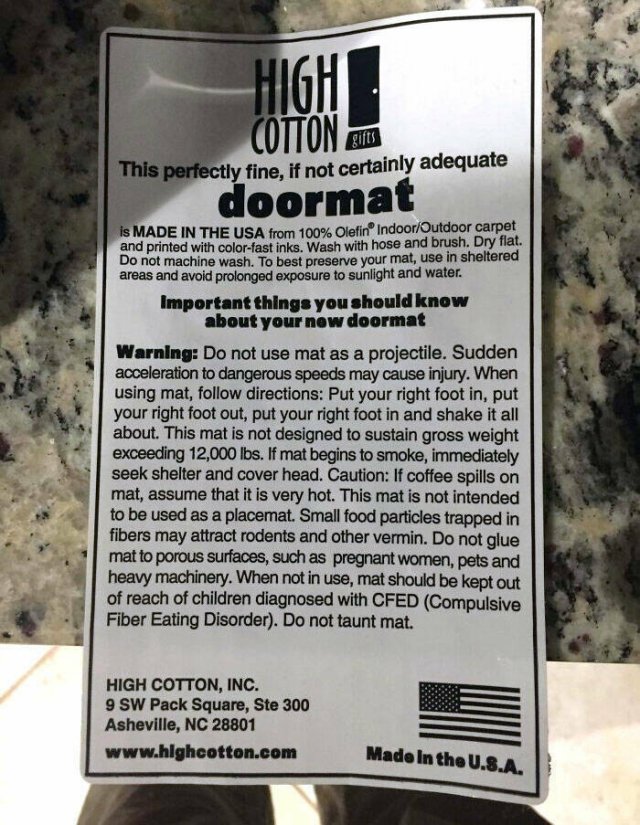 HIGH
COTTON gifts
This perfectly fine, if not certainly adequate
doormat
is MADE IN THE USA from 100% Olefin® Indoor/Outdoor carpet
and printed with color-fast inks. Wash with hose and brush. Dry flat.
Do not machine wash. To best preserve your mat, use in sheltered
areas and avoid prolonged exposure to sunlight and water.
Important things you should know
about your new doormat
Warning: Do not use mat as a projectile. Sudden
acceleration to dangerous speeds may cause injury. When
using mat, follow directions: Put your right foot in, put
your right foot out, put your right foot in and shake it all
about. This mat is not designed to sustain gross weight
exceeding 12,000 lbs. If mat begins to smoke, immediately
seek shelter and cover head. Caution: If coffee spills on
mat, assume that it is very hot. This mat is not intended
to be used as a placemat. Small food particles trapped in
fibers may attract rodents and other vermin. Do not glue
mat to porous surfaces, such as pregnant women, pets and
heavy machinery. When not in use, mat should be kept out
of reach of children diagnosed with CFED (Compulsive
Fiber Eating Disorder). Do not taunt mat.
HIGH COTTON, INC.
9 SW Pack Square, Ste 300
Asheville, NC 28801
www.highcotton.com
Made in the U.S.A.